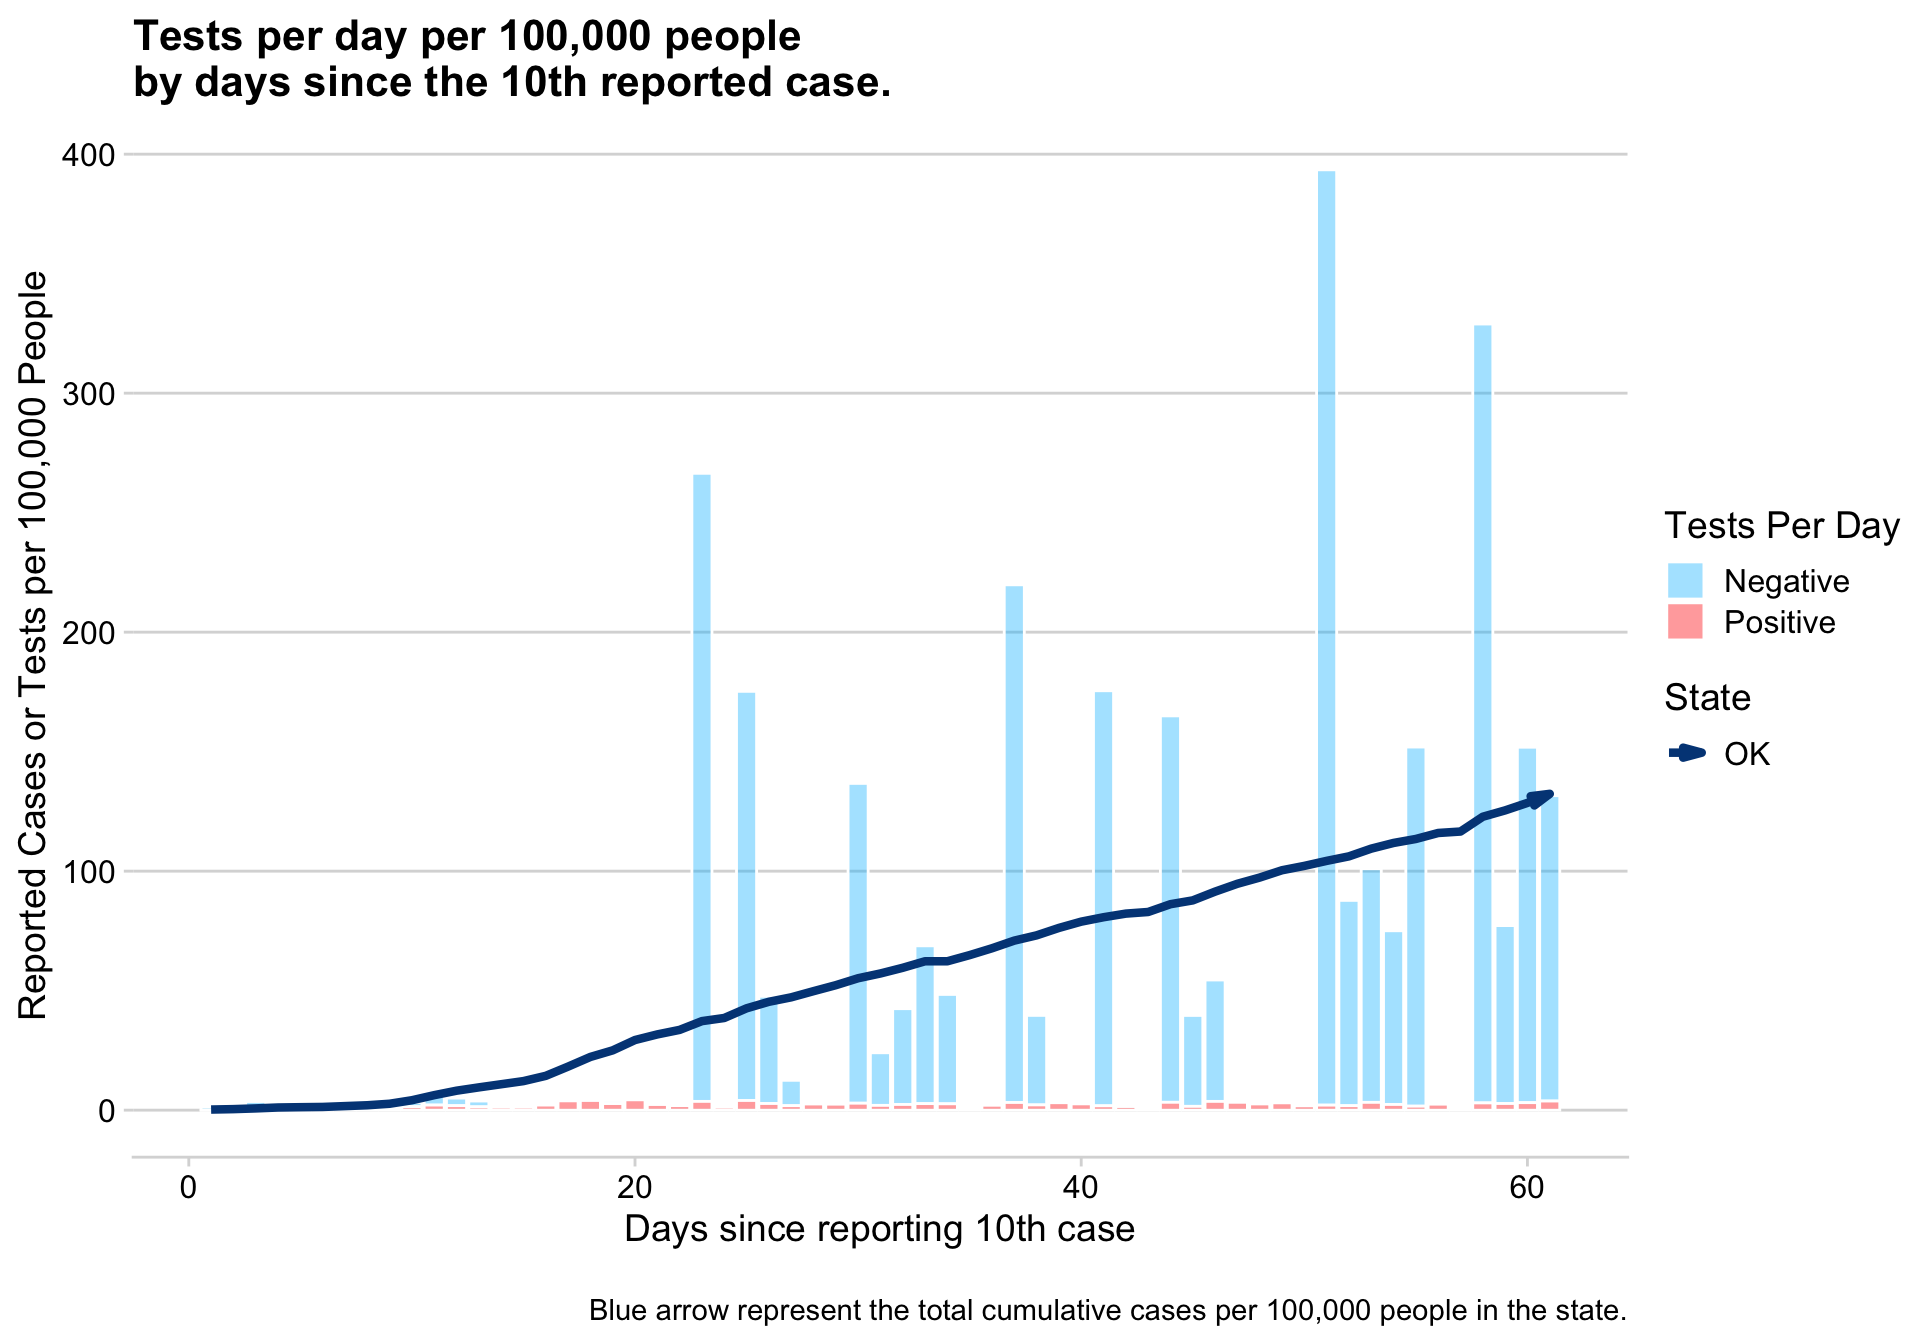 Tests per day per 100,000 people
by days since the 10th reported case.
Reported Cases or Tests per 100,000 People
400
300
200
100
0
0
20
40
60
Days since reporting 10th case
Tests Per Day
Negative
Positive
State
OK
Blue arrow represent the total cumulative cases per 100,000 people in the state.